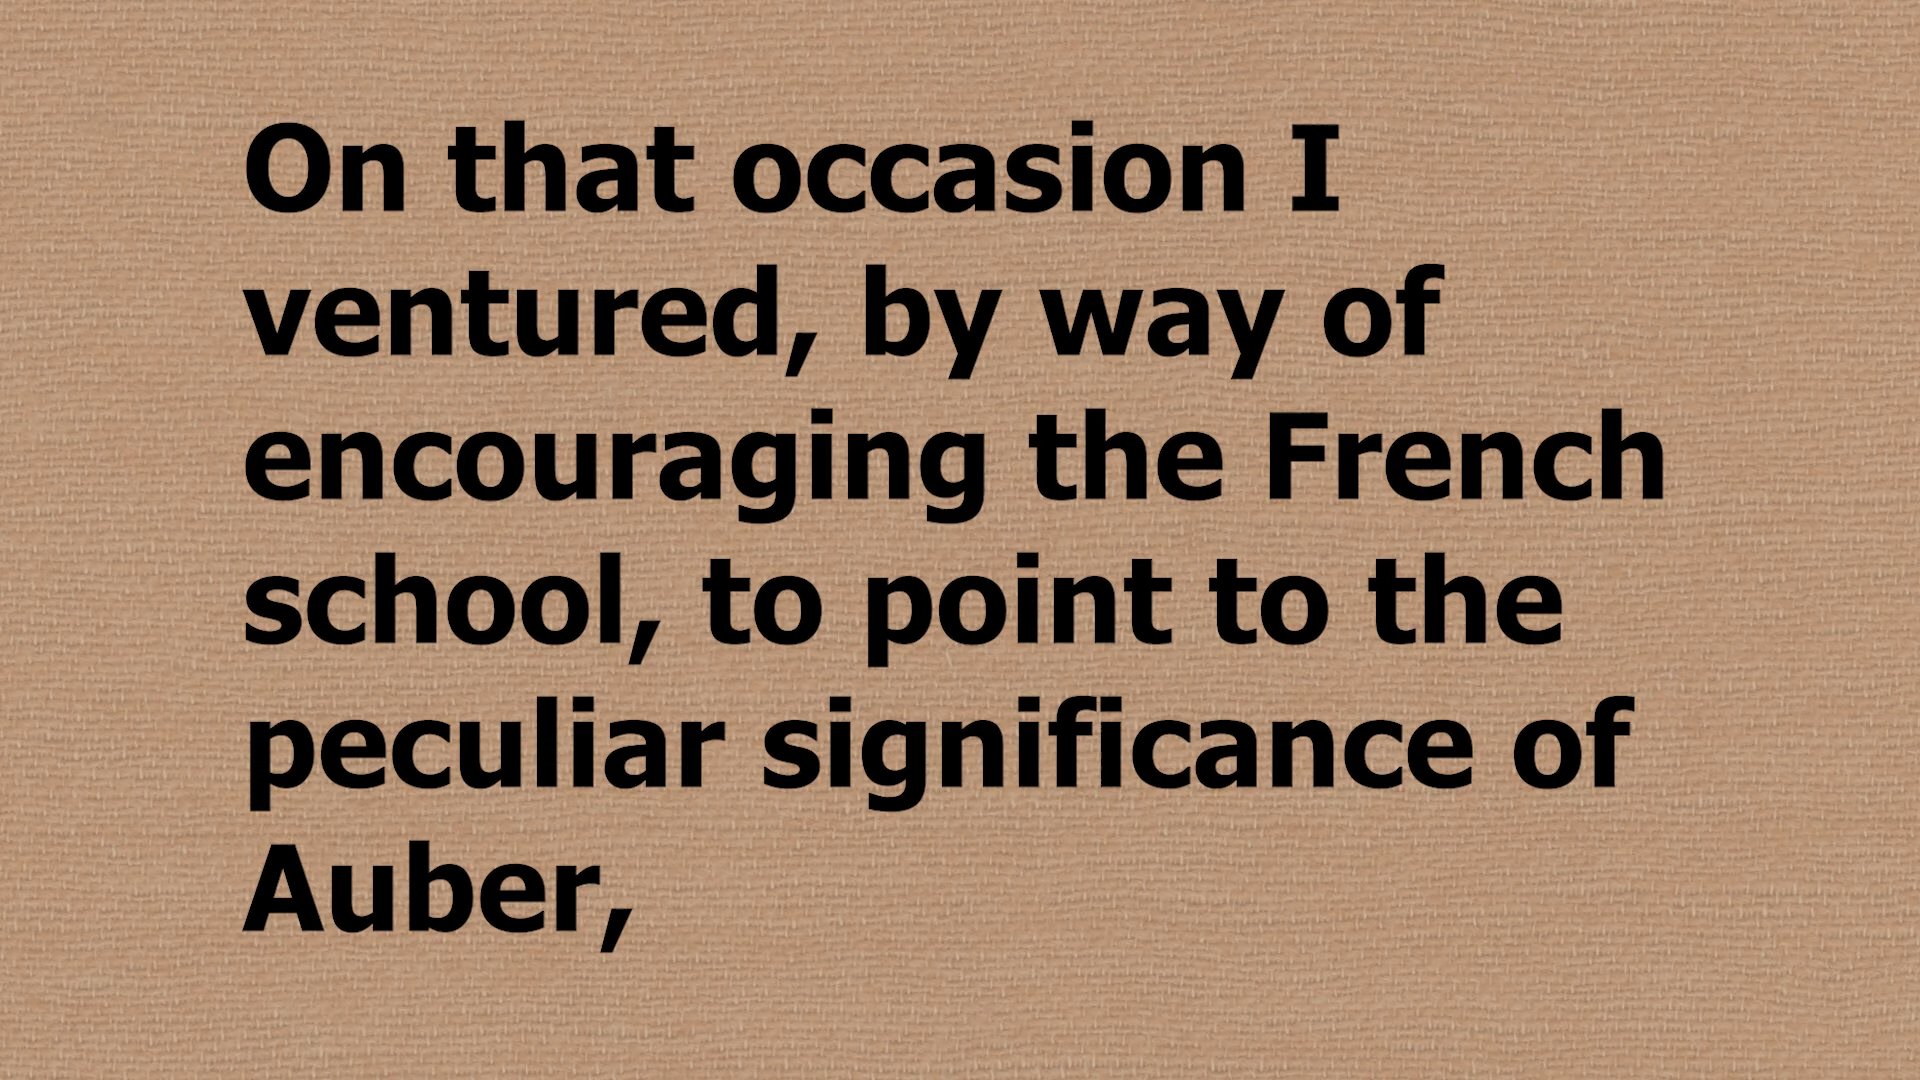 On that occasion I
ventured, by way of
encouraging the French
school, to point to the
peculiar significance of
Auber,